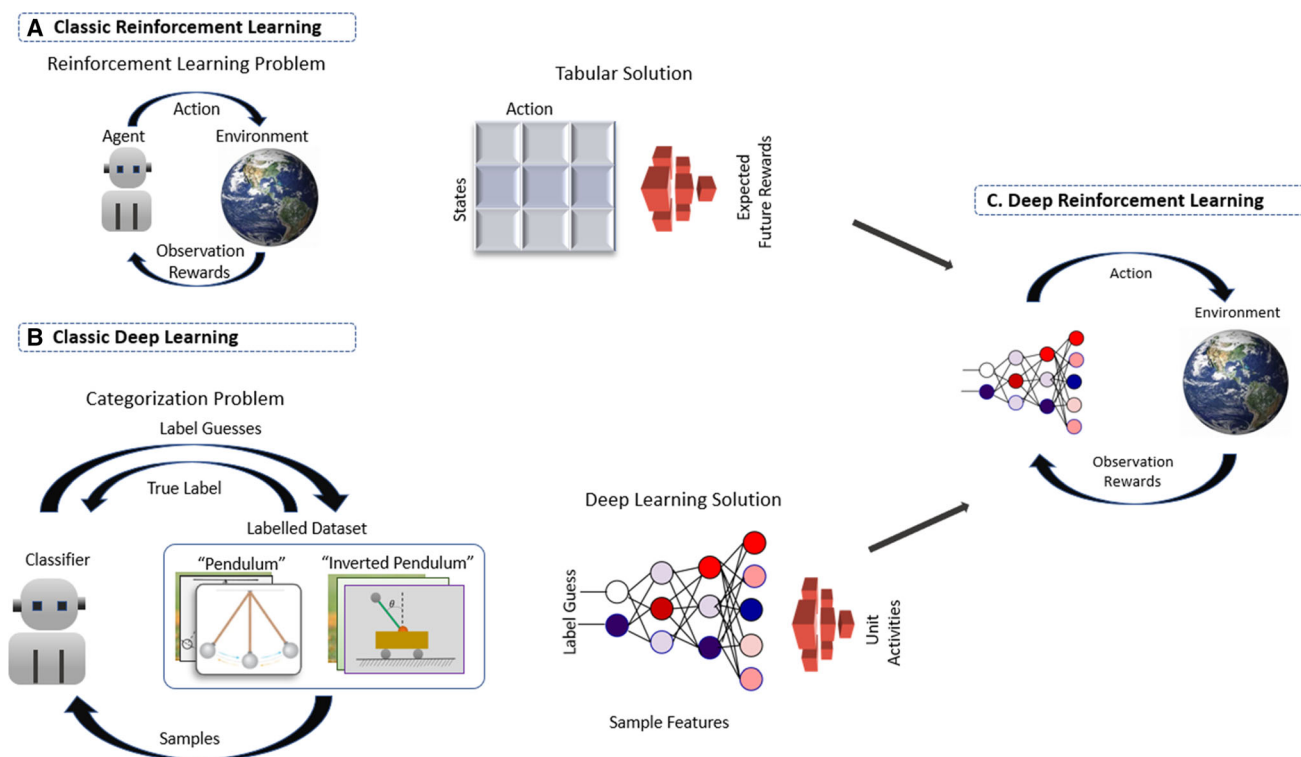 A Classic Reinforcement Learning
Reinforcement Learning Problem
Action
Agent
Environment
Observation
Rewards
Tabular Solution
Action
States
Expected
Future Rewards
B Classic Deep Learning
Categorization Problem
Label Guesses
True Label
Labelled Dataset
Classifier
“Pendulum”
“Inverted Pendulum”
θ
Samples
Deep Learning Solution
Label Guess
Unit
Activities
Sample Features
C. Deep Reinforcement Learning
Action
Environment
Observation
Rewards